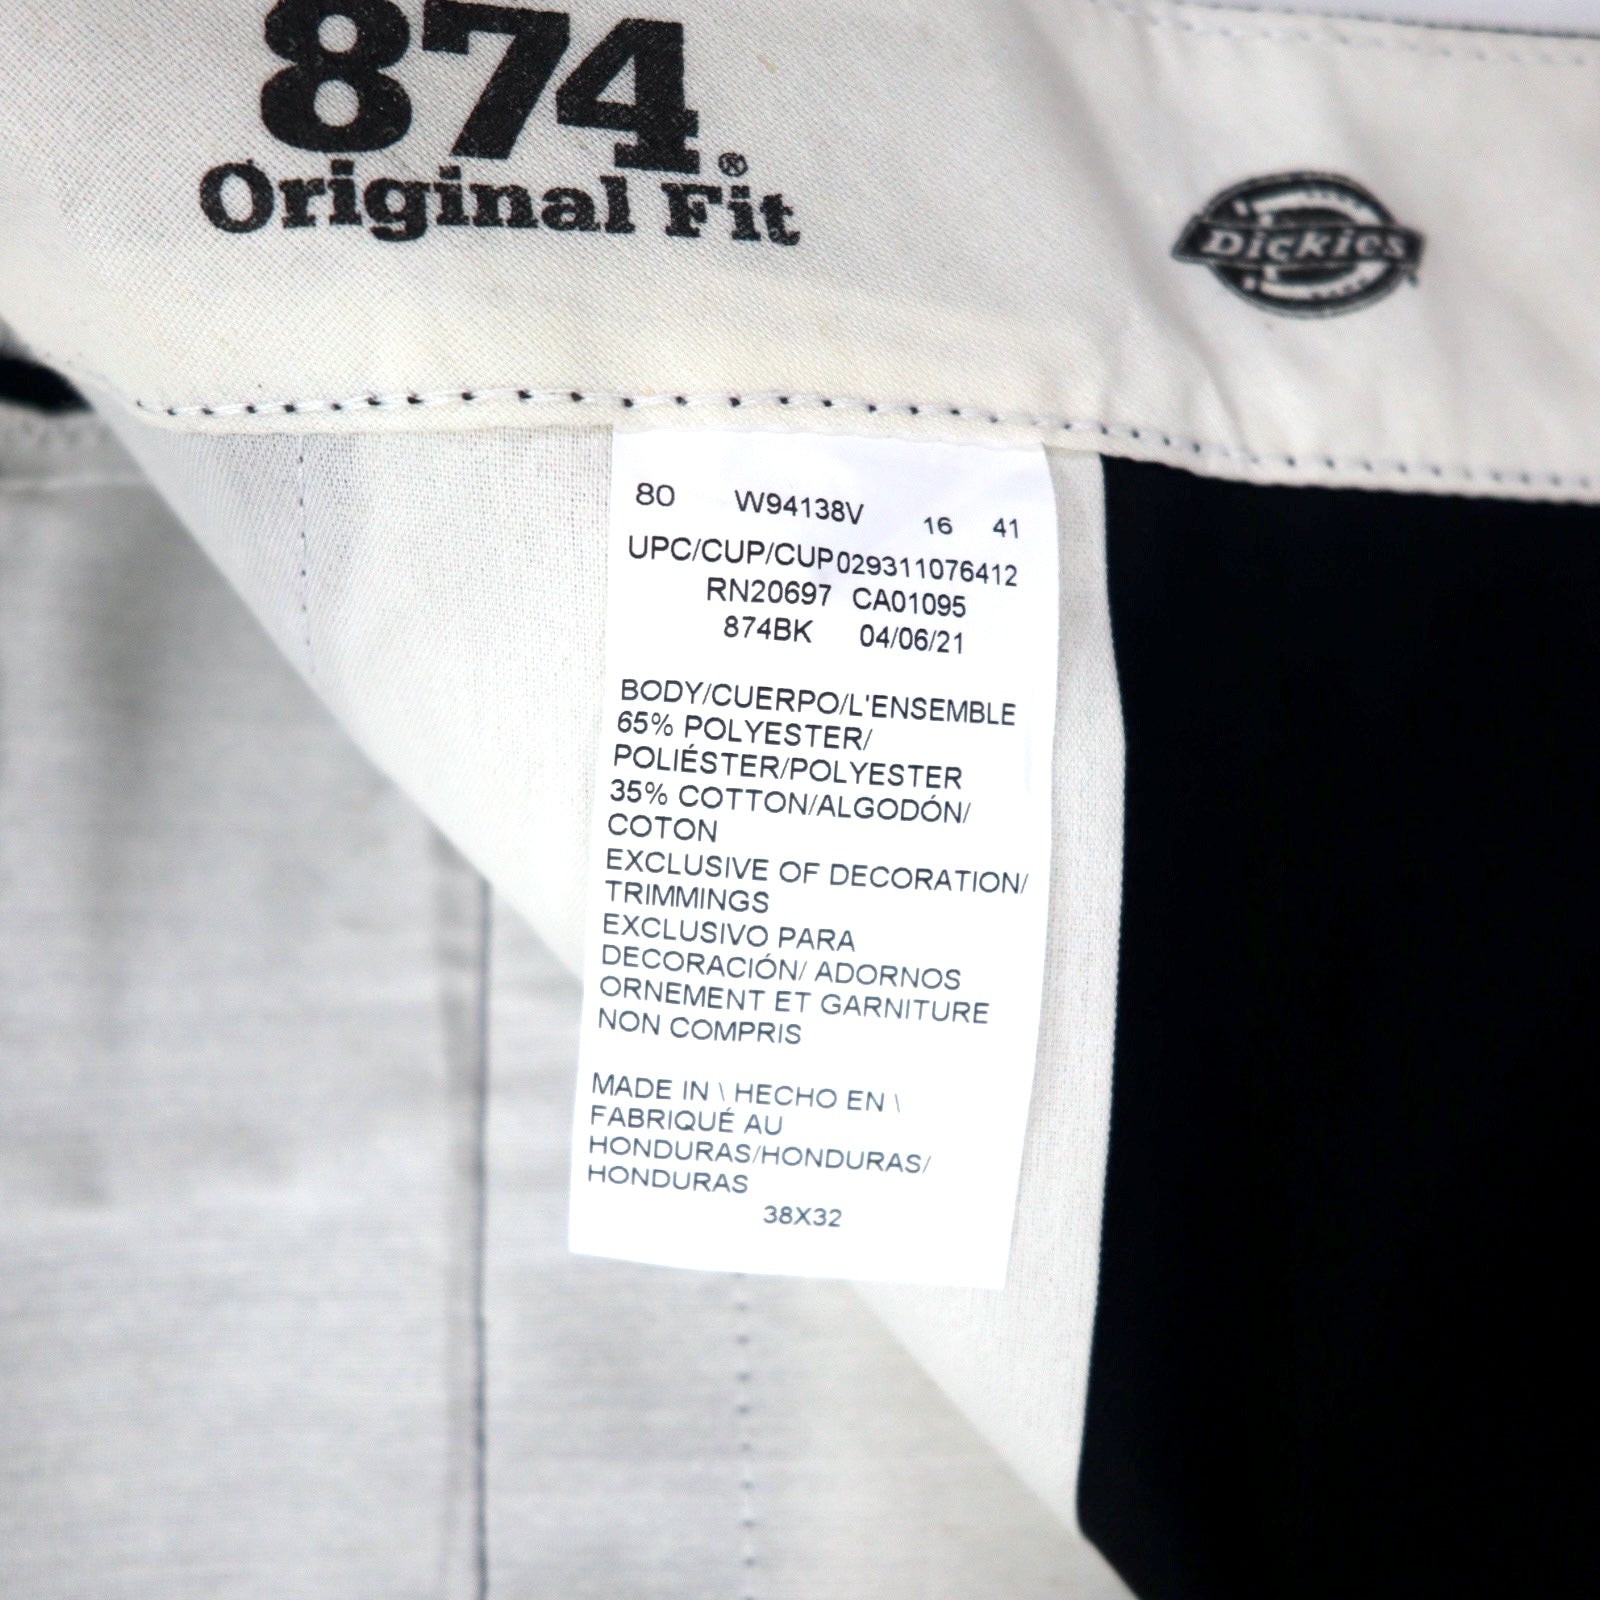 874®
Original Fit
Dickies
80 W94138V 16 41
UPC/CUP/CUP029311076412
RN20697 CA01095
874BK 04/06/21
BODY/CUERPO/L'ENSEMBLE
65% POLYESTER/
POLIÉSTER/POLYESTER
35% COTTON/ALGODÓN/
COTON
EXCLUSIVE OF DECORATION/
TRIMMINGS
EXCLUSIVO PARA
DECORACIÓN/ ADORNOS
ORNEMENT ET GARNITURE
NON COMPRIS
MADE IN \ HECHO EN \
FABRIQUÉ AU
HONDURAS/HONDURAS/
HONDURAS
38X32